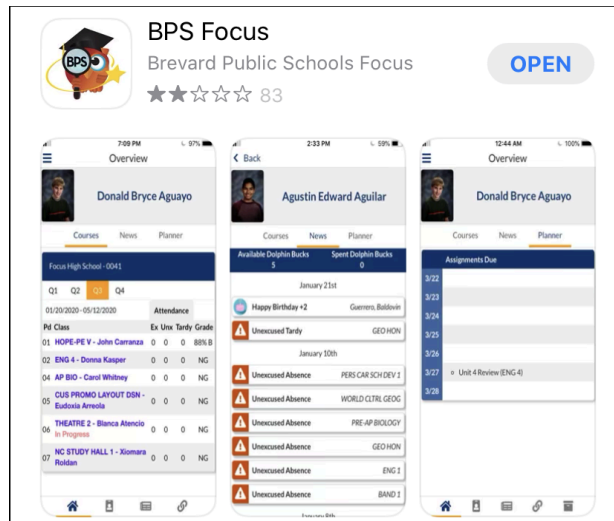 BPS
BPS Focus
Brevard Public Schools Focus
OPEN
83
7:09 PM
97%
Overview
Donald Bryce Aguayo
Courses News Planner
Focus High School - 0041
Q1 Q2 Q3 Q4
01/20/2020 - 05/12/2020 Attendance
Pd Class Ex Unx Tardy Grade
01 HOPE-PE V - John Carranza 0 0 0 88% B
02 ENG 4 - Donna Kasper 0 0 0 NG
04 AP BIO - Carol Whitney 0 0 0 NG
05 CUS PROMO LAYOUT DSN - Eudoxia Arreola 0 0 0 NG
06 THEATRE 2 - Blanca Atencio 0 0 0 NG
In Progress
07 NC STUDY HALL 1 - Xiomara Roldan 0 0 0 NG
2:33 PM
59%
Back
Agustin Edward Aguilar
Courses News Planner
Available Dolphin Bucks Spent Dolphin Bucks
5 0
January 21st
Happy Birthday +2 Guerrero, Baldovin
Unexcused Tardy GEO HON
January 10th
Unexcused Absence PERS CAR SCH DEV 1
Unexcused Absence WORLD CLTRL GEOG
Unexcused Absence PRE-AP BIOLOGY
Unexcused Absence GEO HON
Unexcused Absence ENG 1
Unexcused Absence BAND 1
January 8th
12:44 AM
100%
Overview
Donald Bryce Aguayo
Courses News Planner
Assignments Due
3/22
3/23
3/24
3/25
3/26
3/27 » Unit 4 Review (ENG 4)
3/28